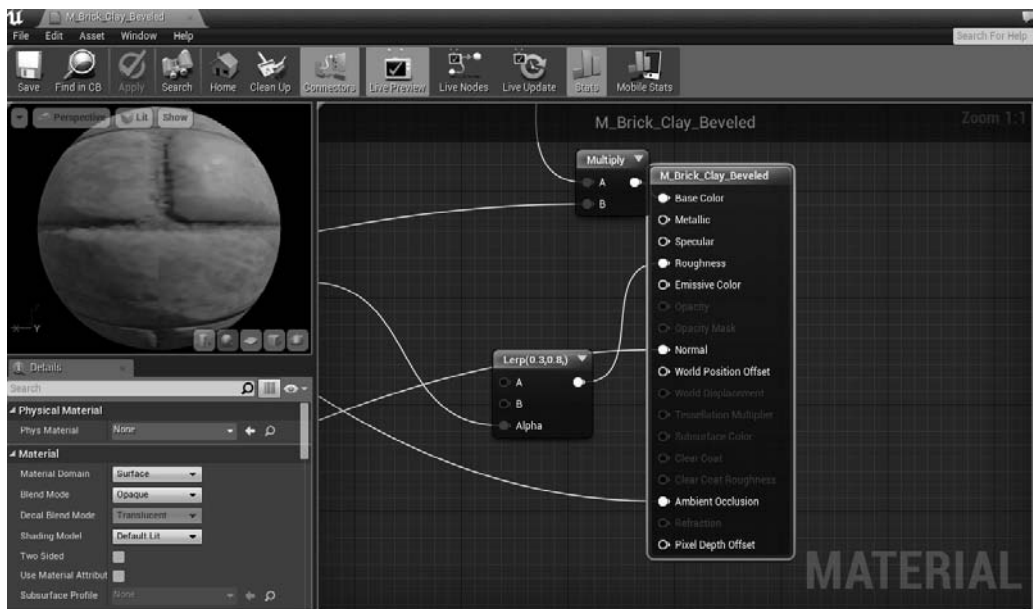 M_Brick_Clay_Beveled
File Edit Asset Window Help
Search For Help
Save Find in CB Apply Search Home Clean Up Connectors Live Preview Live Nodes Live Update Stats Mobile Stats
Perspective Lit Show
M_Brick_Clay_Beveled
Zoom 1:1
Multiply
A
B
M_Brick_Clay_Beveled
Base Color
Metallic
Specular
Roughness
Emissive Color
Opacity
Opacity Mask
Normal
World Position Offset
World Displacement
Tessellation Multiplier
Subsurface Color
Clear Coat
Clear Coat Roughness
Ambient Occlusion
Refraction
Pixel Depth Offset
Lerp(0.3,0.8,)
A
B
Alpha
Y
Details
Search
Physical Material
Phys Material None
Material
Material Domain Surface
Blend Mode Opaque
Decal Blend Mode Translucent
Shading Model Default Lit
Two Sided
Use Material Attribut
Subsurface Profile None
MATERIAL